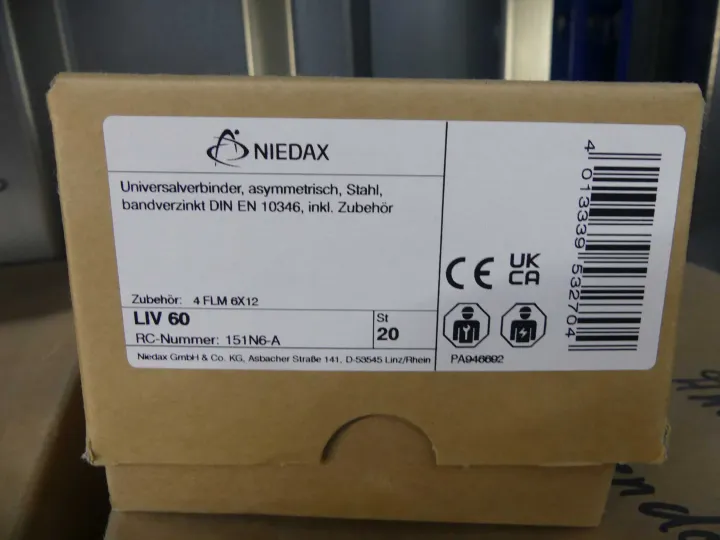 NIEDAX
Universalverbinder, asymmetrisch, Stahl,
bandverzinkt DIN EN 10346, inkl. Zubehör
Zubehör: 4 FLM 6X12
LIV 60
RC-Nummer: 151N6-A
St
20
Niedax GmbH & Co. KG, Asbacher Straße 141, D-53545 Linz/Rhein
CE
UK
CA
PA946692
4 013339 532704